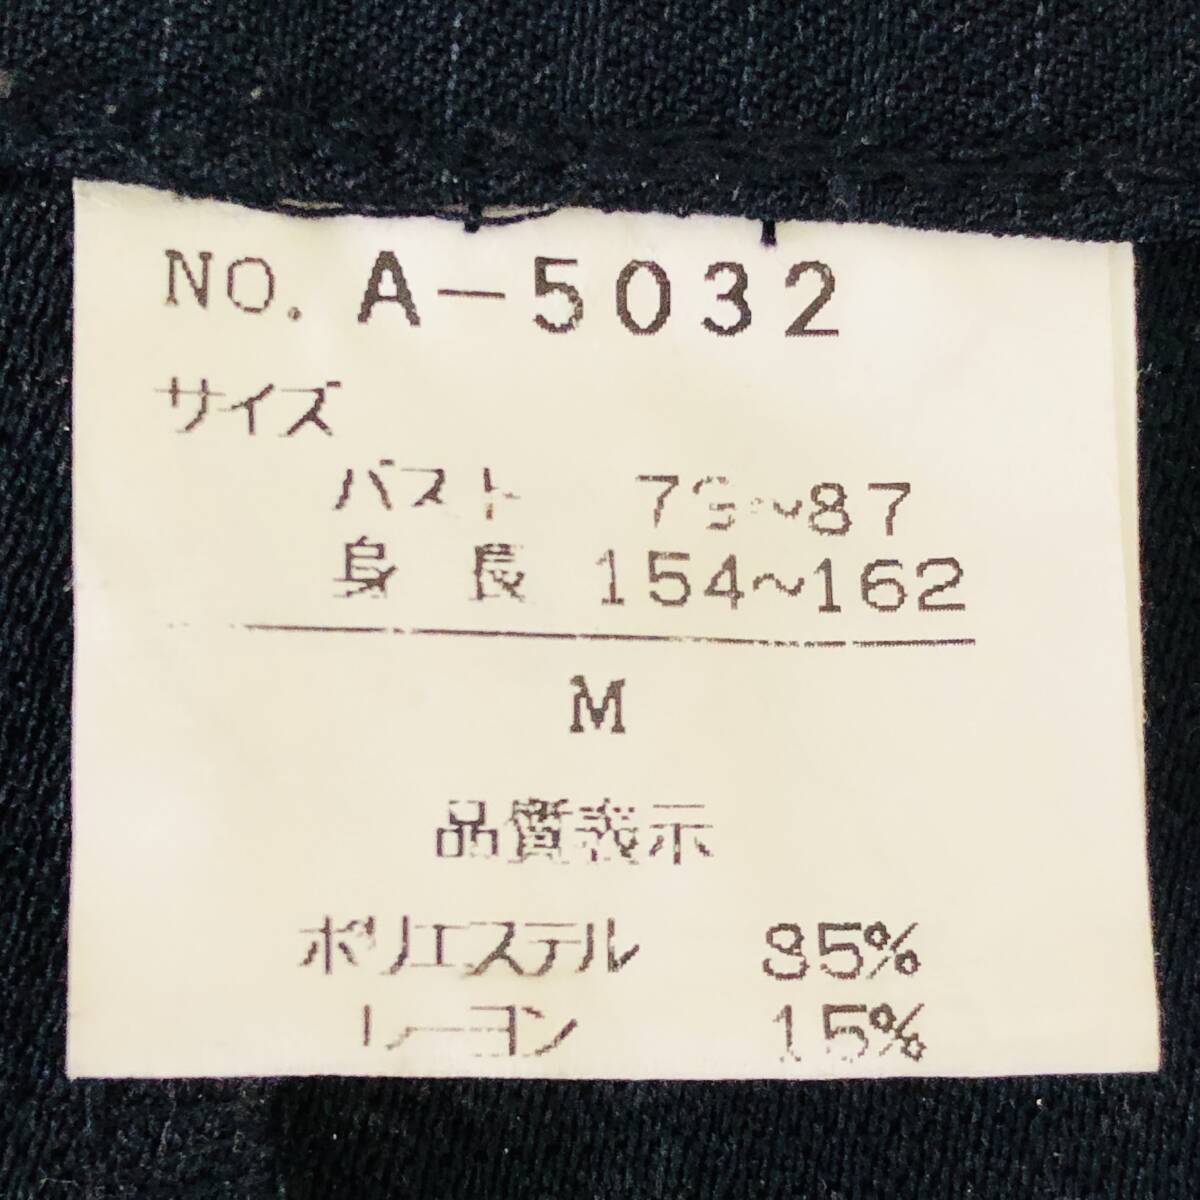 NO. A-5032
サイズ
バスト 79~87
身 長 154~162
M
品質表示
ポリエステル 85%
レーヨン 15%